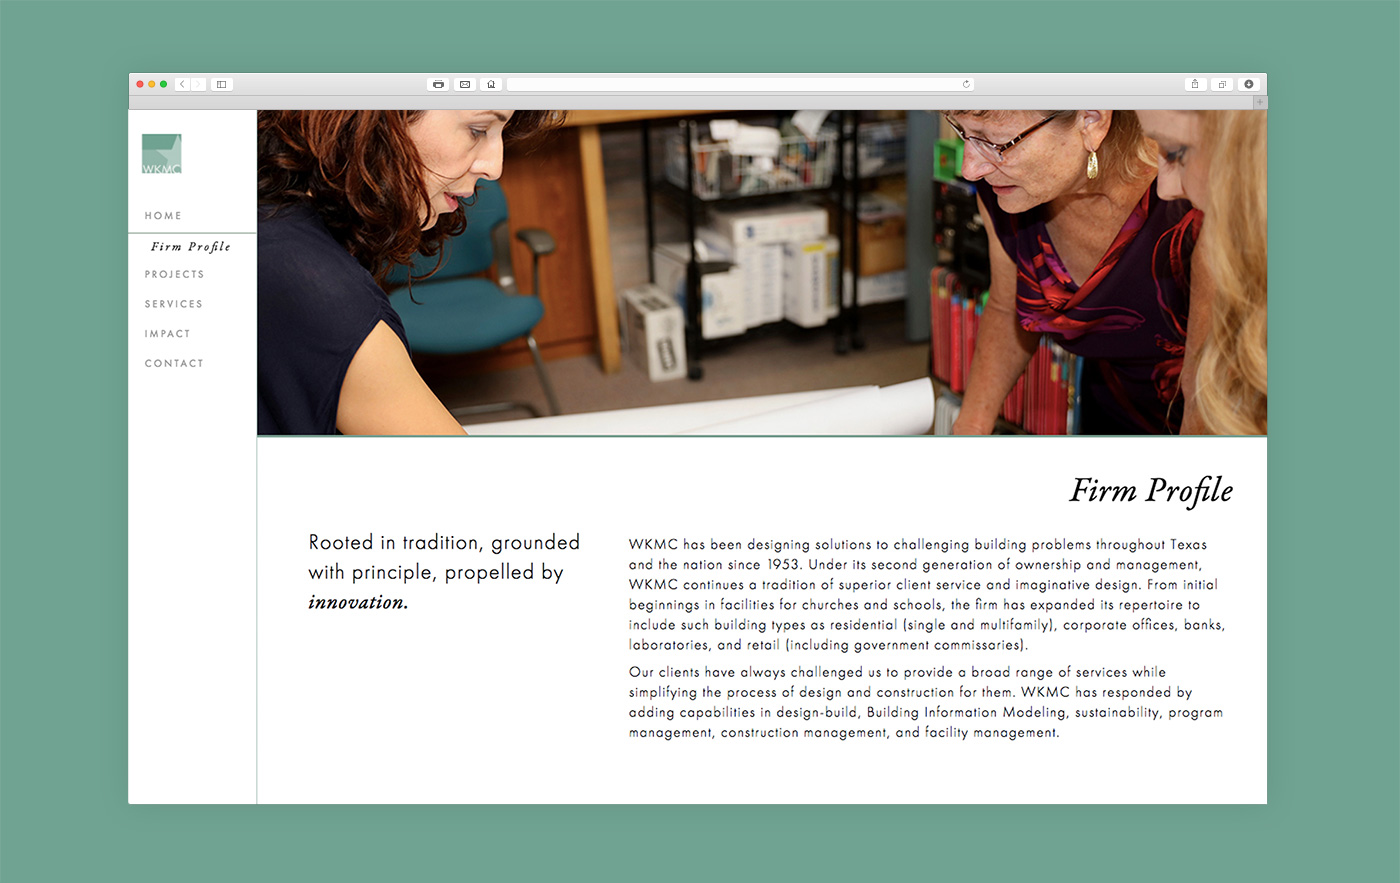 WKMC
HOME
Firm Profile
PROJECTS
SERVICES
IMPACT
CONTACT
Firm Profile
Rooted in tradition, grounded
with principle, propelled by
innovation.
WKMC has been designing solutions to challenging building problems throughout Texas
and the nation since 1953. Under its second generation of ownership and management,
WKMC continues a tradition of superior client service and imaginative design. From initial
beginnings in facilities for churches and schools, the firm has expanded its repertoire to
include such building types as residential (single and multifamily), corporate offices, banks,
laboratories, and retail (including government commissaries).
Our clients have always challenged us to provide a broad range of services while
simplifying the process of design and construction for them. WKMC has responded by
adding capabilities in design-build, Building Information Modeling, sustainability, program
management, construction management, and facility management.